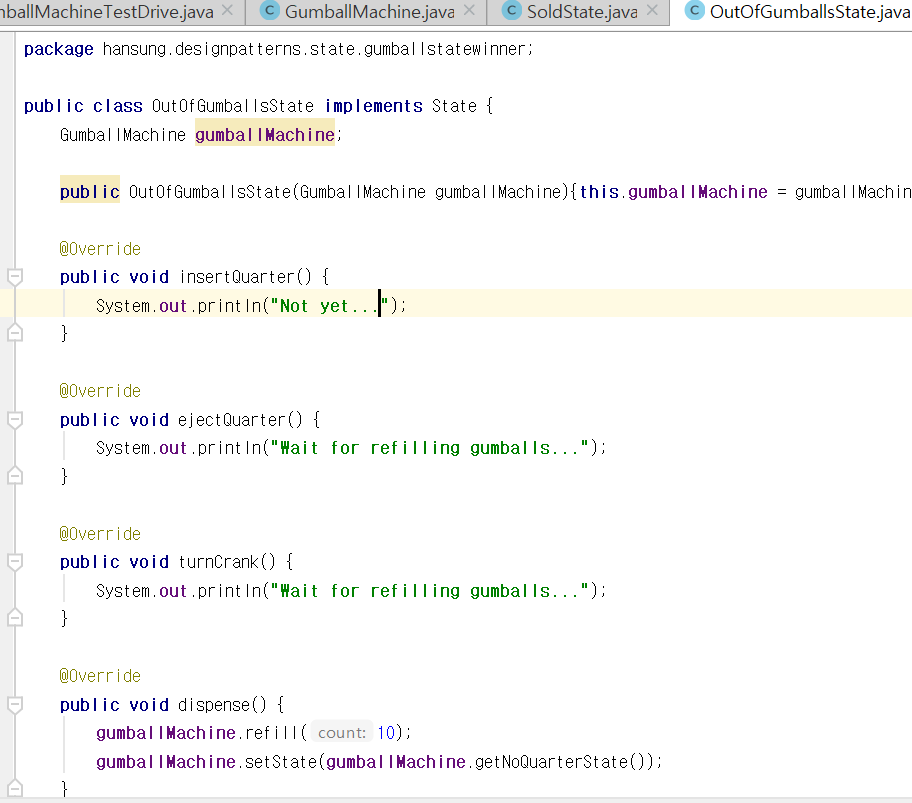 mballMachineTestDrive.java × GumballMachine.java × SoldState.java × OutOfGumballsState.java
package hansung.designpatterns.state.gumballstatewinner;
public class OutOfGumballsState implements State {
GumballMachine gumballMachine;
public OutOfGumballsState(GumballMachine gumballMachine){this.gumballMachine = gumballMachin
@Override
public void insertQuarter() {
System.out.println("Not yet...");
}
@Override
public void ejectQuarter() {
System.out.println("Wait for refilling gumballs...");
}
@Override
public void turnCrank() {
System.out.println("Wait for refilling gumballs...");
}
@Override
public void dispense() {
gumballMachine.refill( count: 10);
gumballMachine.setState(gumballMachine.getNoQuarterState());
}